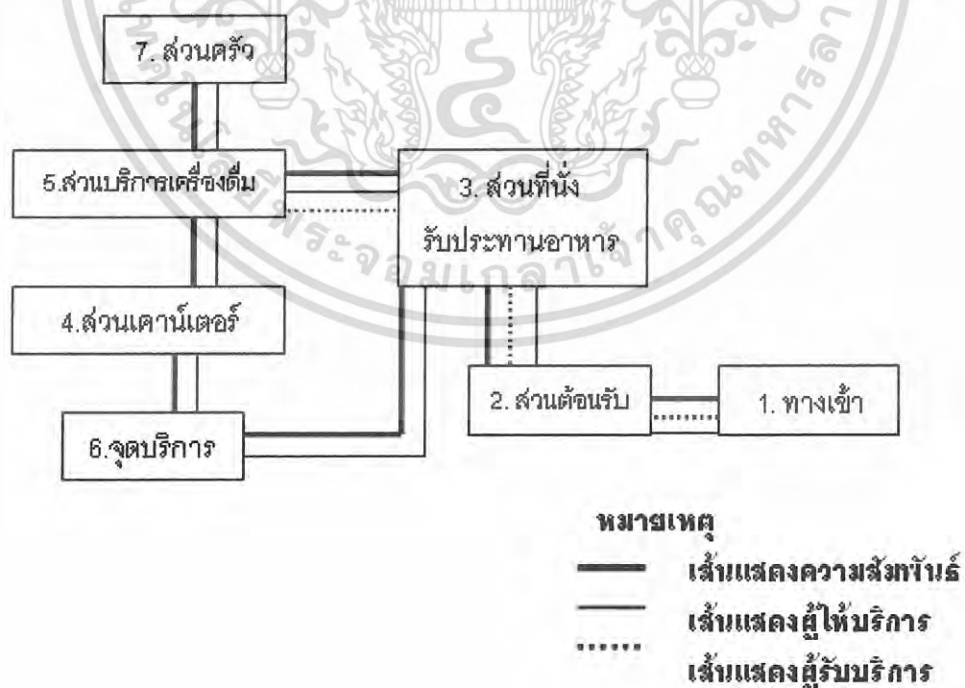 7. ส่วนครัว
5.ส่วนบริการเครื่องดื่ม
3. ส่วนที่นั่ง
รับประทานอาหาร
4.ส่วนเคาน์เตอร์
2. ส่วนต้อนรับ
1. ทางเข้า
6.จุดบริการ
หมายเหตุ
เส้นแสดงความสัมพันธ์
เส้นแสดงผู้ให้บริการ
เส้นแสดงผู้รับบริการ